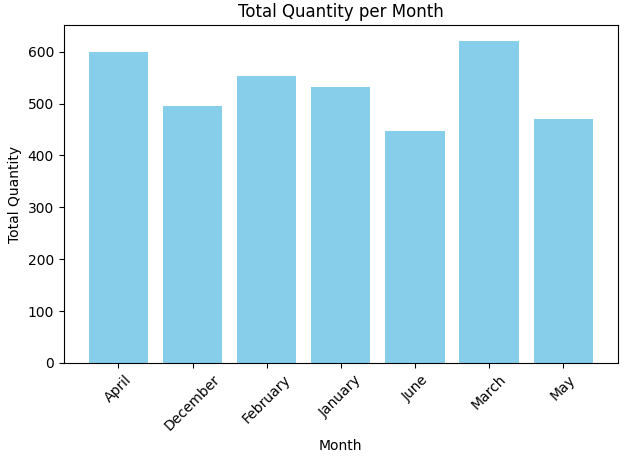 Total Quantity per Month
Total Quantity
600
500
400
300
200
100
0
April
December
February
January
June
March
May
Month